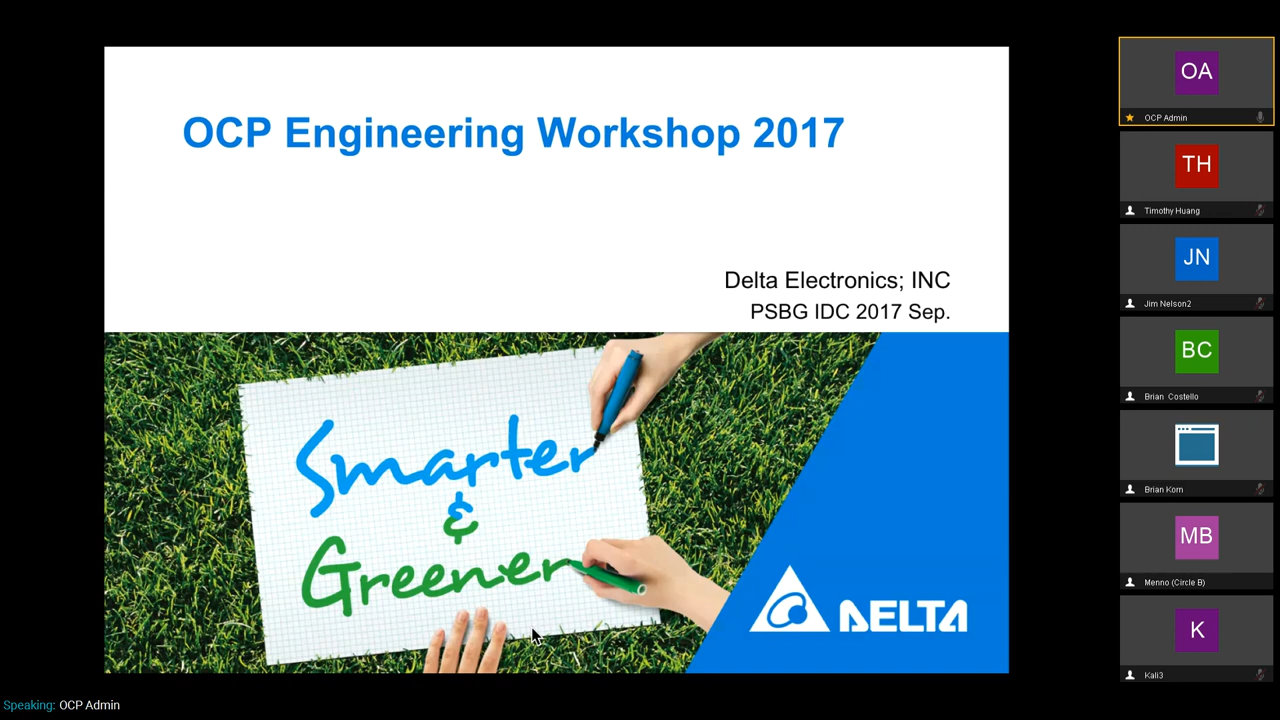 OCP Engineering Workshop 2017
Delta Electronics; INC
PSBG IDC 2017 Sep.
Smarter
&
Greener
DELTA
OA
OCP Admin
TH
Timothy Huang
JN
Jim Nelson2
BC
Brian Costello
Brian Korn
MB
Menno (Circle B)
K
Kali3
Speaking: OCP Admin